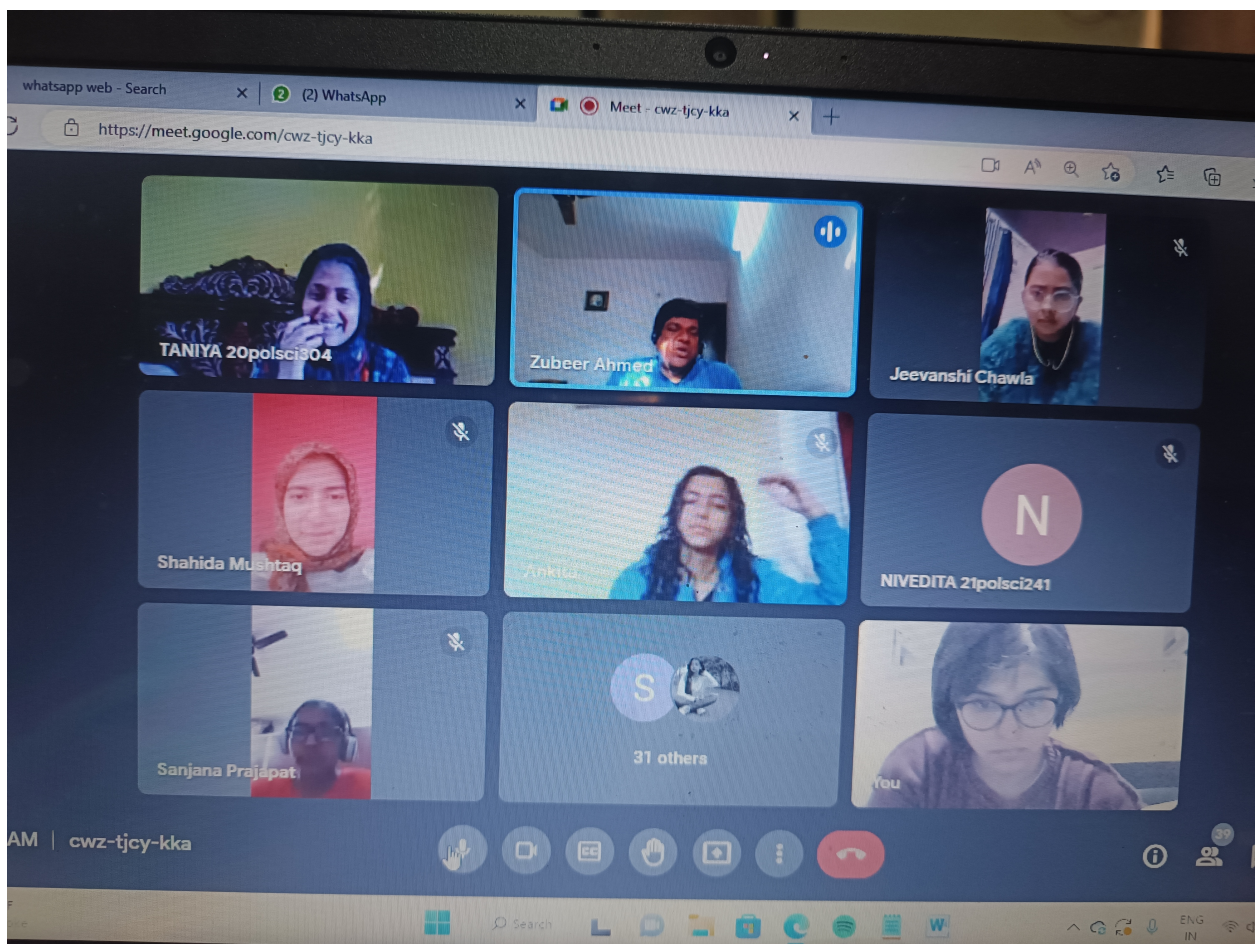 whatsapp web - Search
2 (2) WhatsApp
Meet - cwz-tjcy-kka
https://meet.google.com/cwz-tjcy-kka
TANIYA 20polsci304
Zubeer Ahmed
Jeevanshi Chawla
Shahida Mushtaq
Ankita
N
NIVEDITA 21polsci241
Sanjana Prajapati
S
31 others
You
AM | cwz-tjcy-kka
CC
39
Search
W
ENG
IN